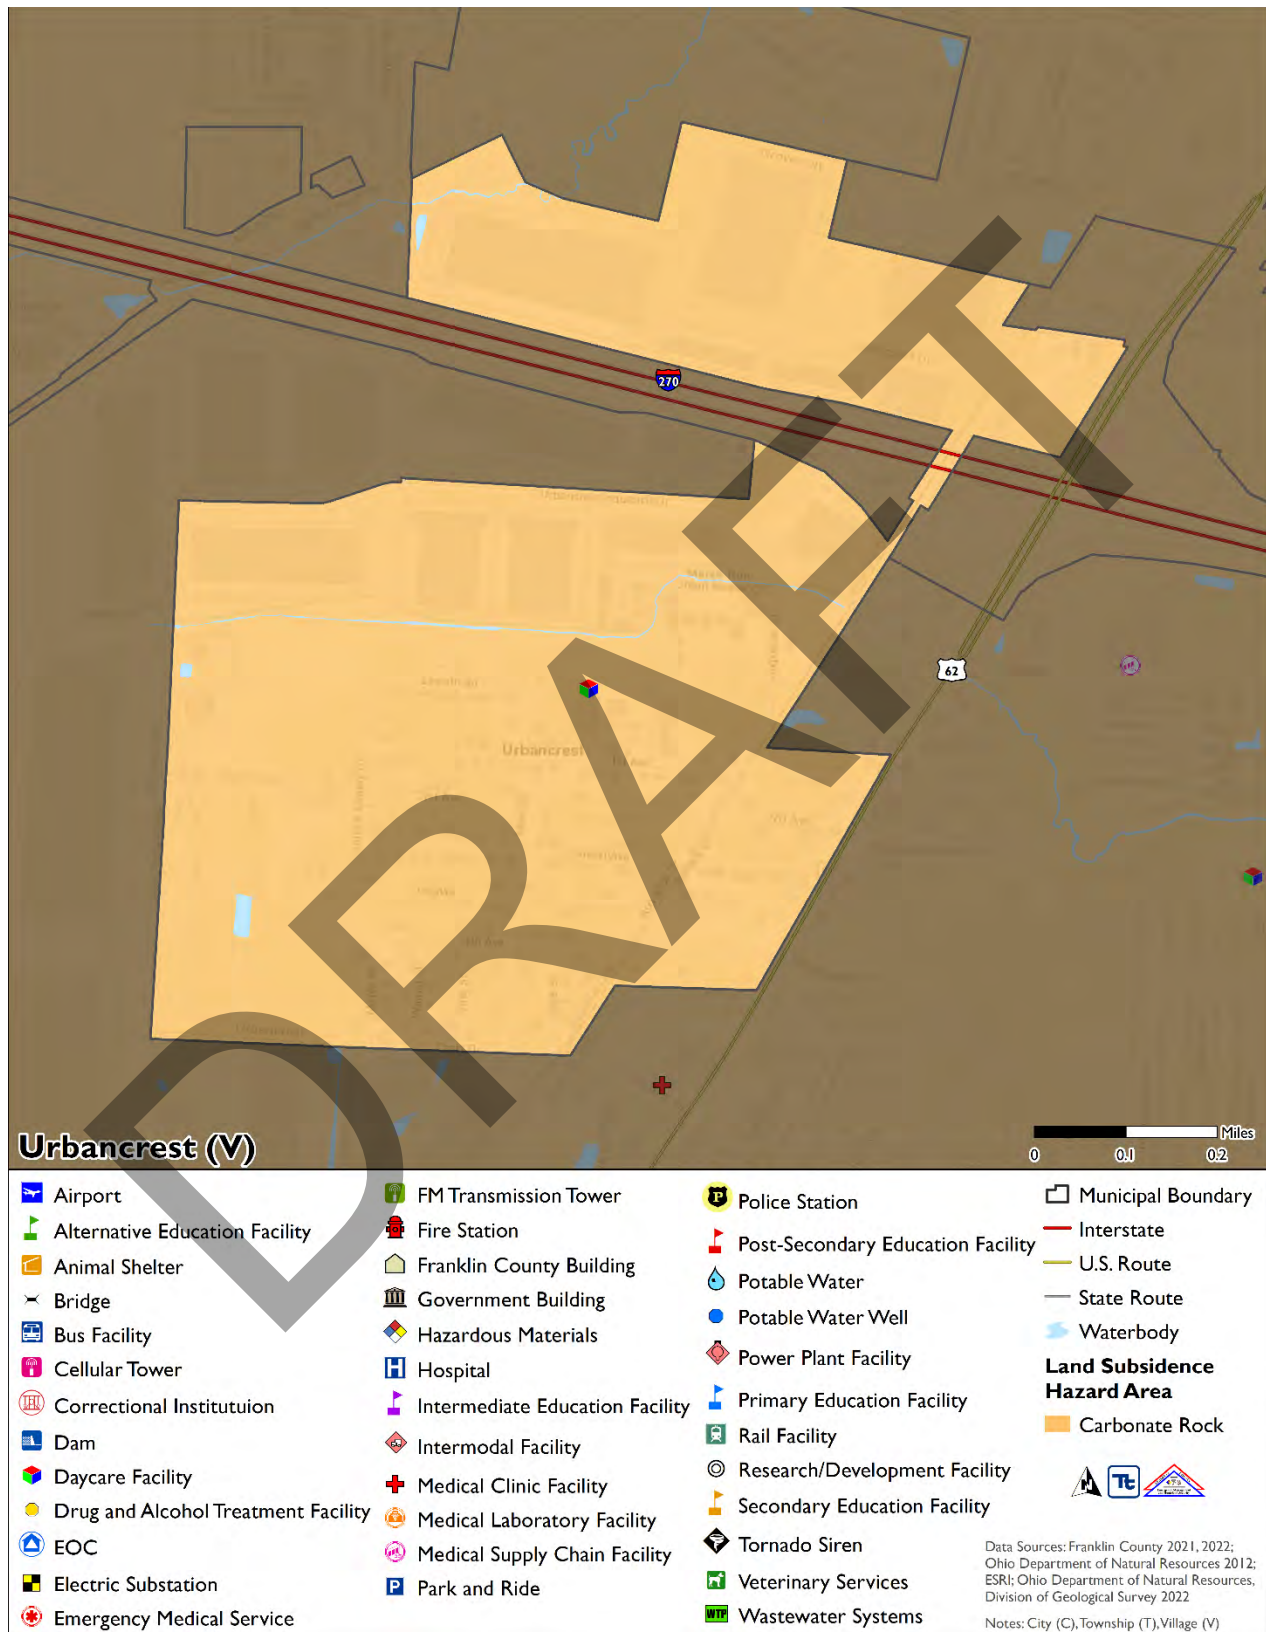 270
62
Urbancrest
DRAFT
Urbancrest (V)
Miles
0 0.1 0.2
Airport
Alternative Education Facility
Animal Shelter
Bridge
Bus Facility
Cellular Tower
Correctional Institutuion
Dam
Daycare Facility
Drug and Alcohol Treatment Facility
EOC
Electric Substation
Emergency Medical Service
FM Transmission Tower
Fire Station
Franklin County Building
Government Building
Hazardous Materials
H Hospital
Intermediate Education Facility
Intermodal Facility
Medical Clinic Facility
Medical Laboratory Facility
Medical Supply Chain Facility
P Park and Ride
P Police Station
Post-Secondary Education Facility
Potable Water
Potable Water Well
Power Plant Facility
Primary Education Facility
Rail Facility
Research/Development Facility
Secondary Education Facility
Tornado Siren
Veterinary Services
WTP Wastewater Systems
Municipal Boundary
Interstate
U.S. Route
State Route
Waterbody
Land Subsidence
Hazard Area
Carbonate Rock
N Tt
Data Sources: Franklin County 2021, 2022;
Ohio Department of Natural Resources 2012;
ESRI; Ohio Department of Natural Resources,
Division of Geological Survey 2022
Notes: City (C), Township (T), Village (V)